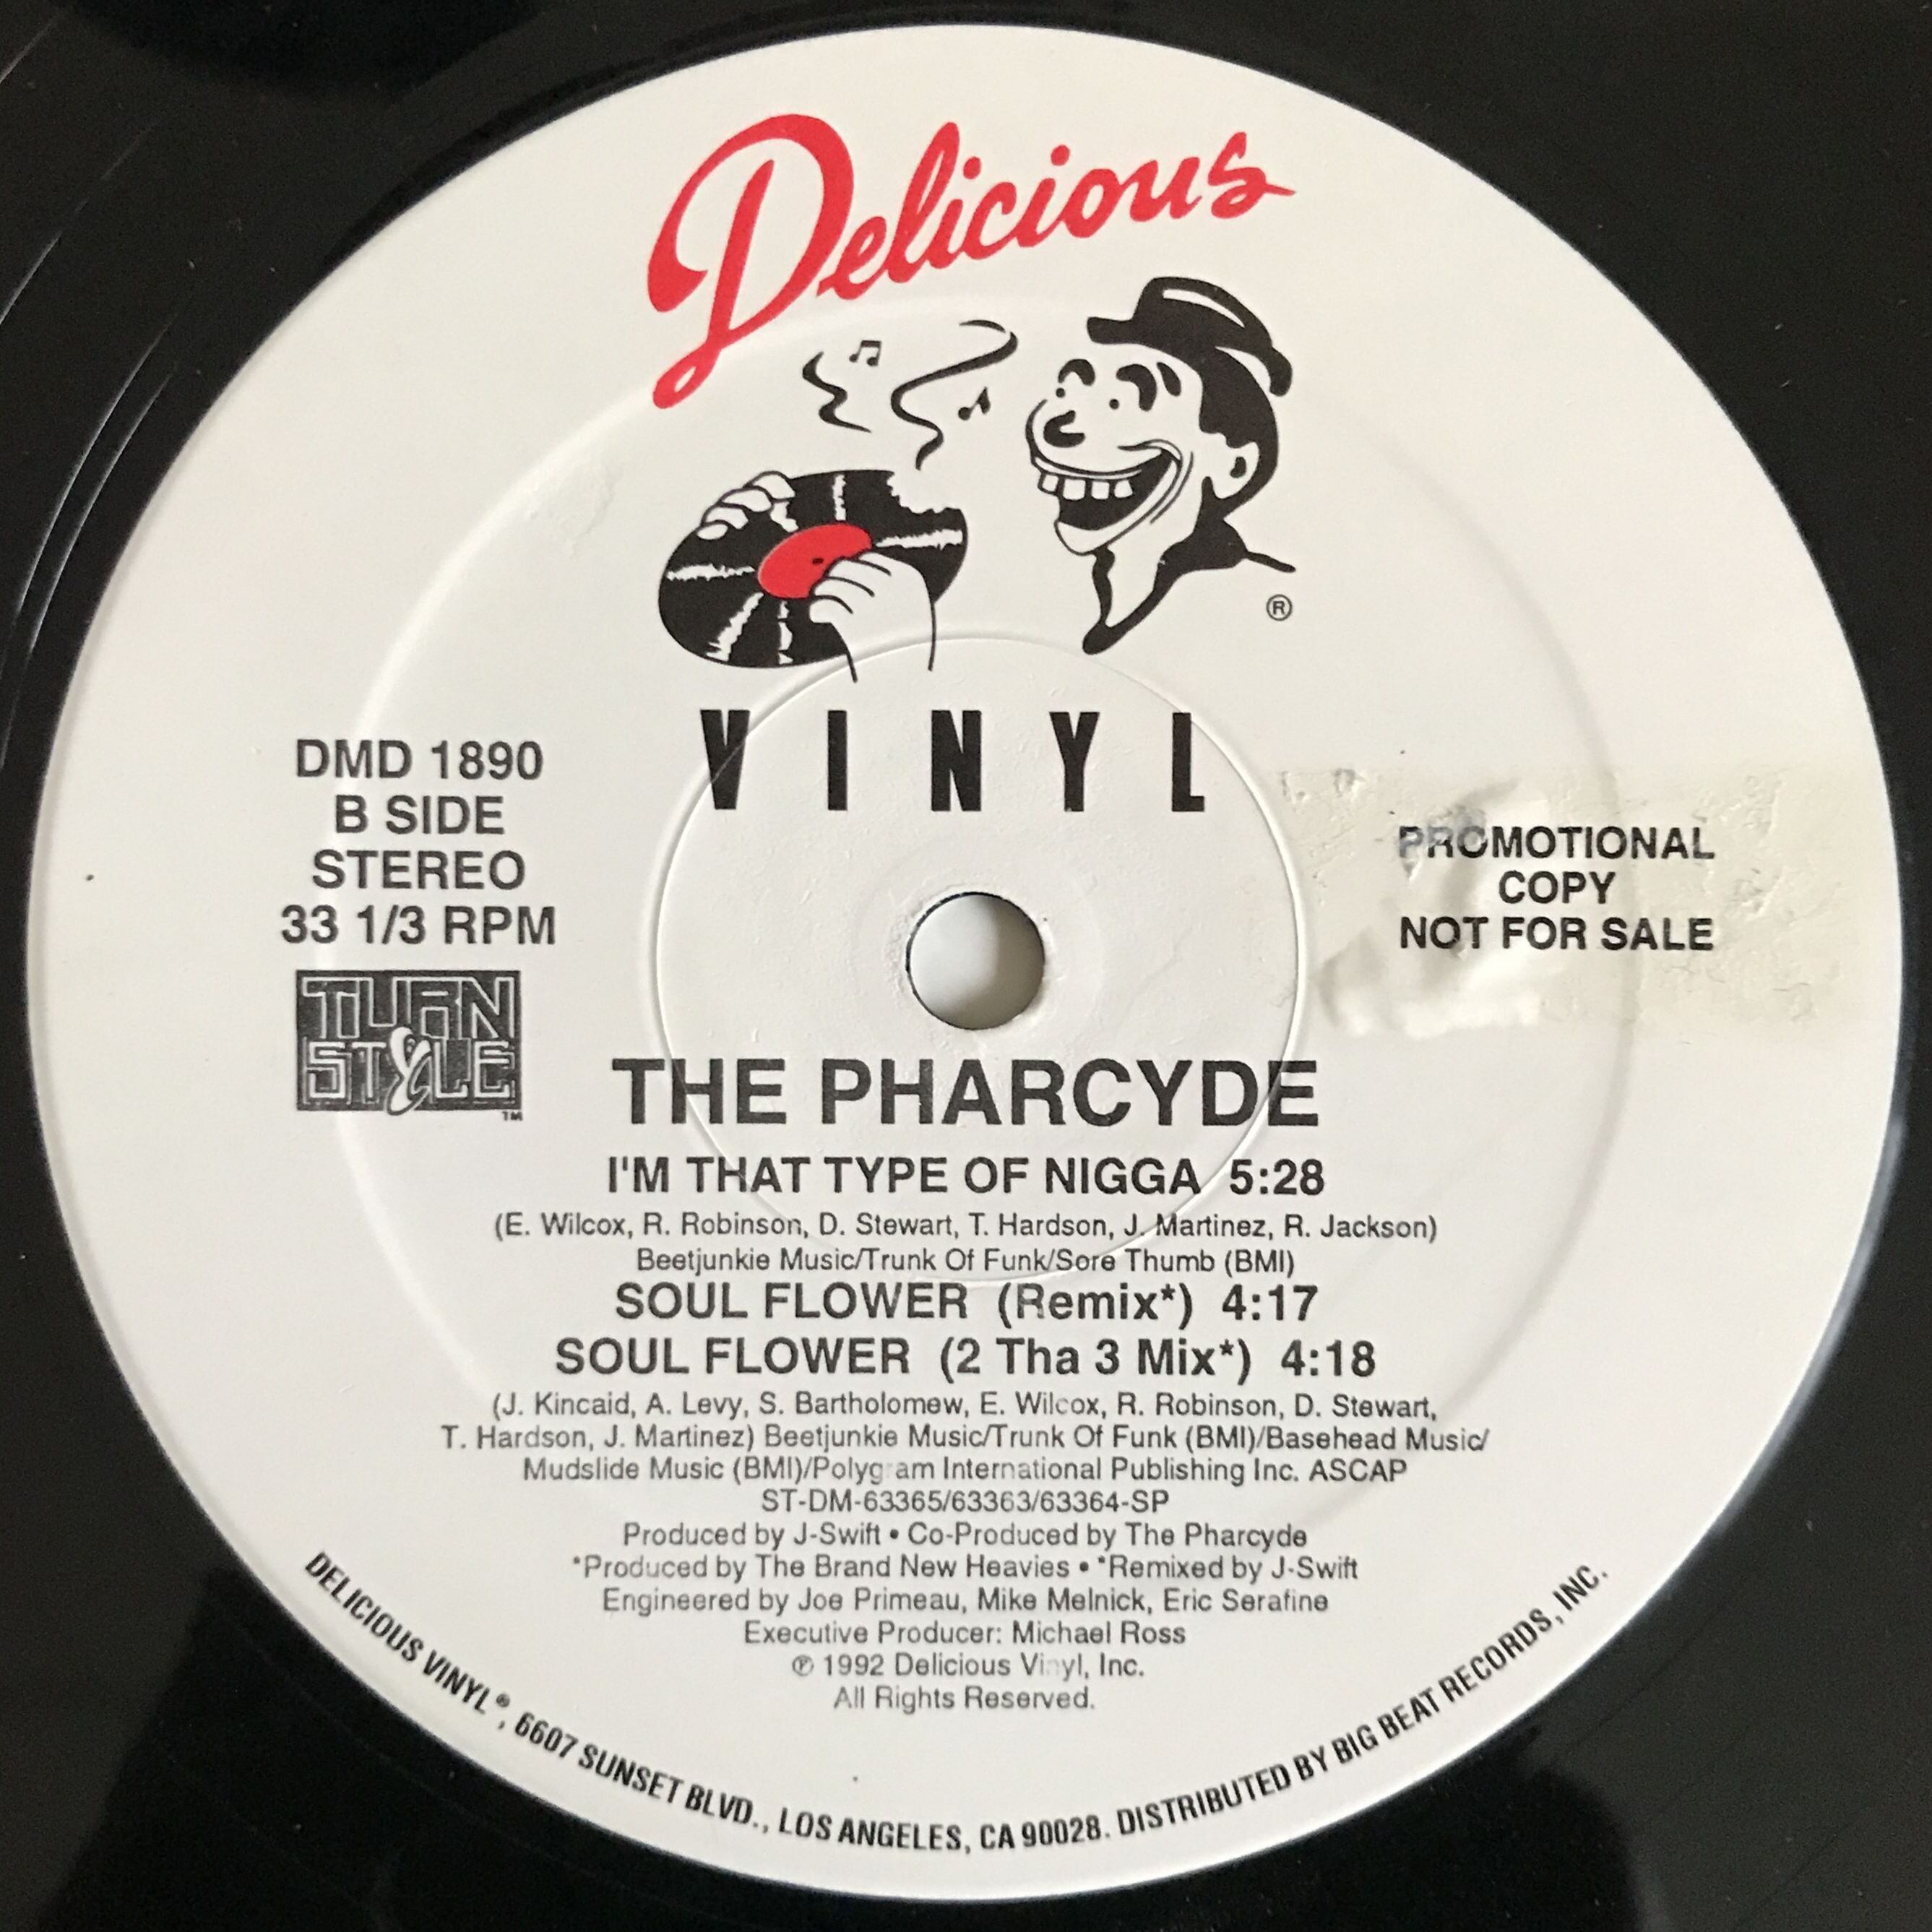 Delicious
®
VINYL
DMD 1890
B SIDE
STEREO
33 1/3 RPM
TURN
STYLE
TM
PROMOTIONAL
COPY
NOT FOR SALE
THE PHARCYDE
I'M THAT TYPE OF NIGGA 5:28
(E. Wilcox, R. Robinson, D. Stewart, T. Hardson, J. Martinez, R. Jackson)
Beetjunkie Music/Trunk Of Funk/Sore Thumb (BMI)
SOUL FLOWER (Remix*) 4:17
SOUL FLOWER (2 Tha 3 Mix*) 4:18
(J. Kincaid, A. Levy, S. Bartholomew, E. Wilcox, R. Robinson, D. Stewart,
T. Hardson, J. Martinez) Beetjunkie Music/Trunk Of Funk (BMI)/Basehead Music/
Mudslide Music (BMI)/Polygram International Publishing Inc. ASCAP
ST-DM-63365/63363/63364-SP
Produced by J-Swift • Co-Produced by The Pharcyde
*Produced by The Brand New Heavies • *Remixed by J-Swift
Engineered by Joe Primeau, Mike Melnick, Eric Serafine
Executive Producer: Michael Ross
℗ 1992 Delicious Vinyl, Inc.
All Rights Reserved.
DELICIOUS VINYL®, 6607 SUNSET BLVD., LOS ANGELES, CA 90028. DISTRIBUTED BY BIG BEAT RECORDS, INC.